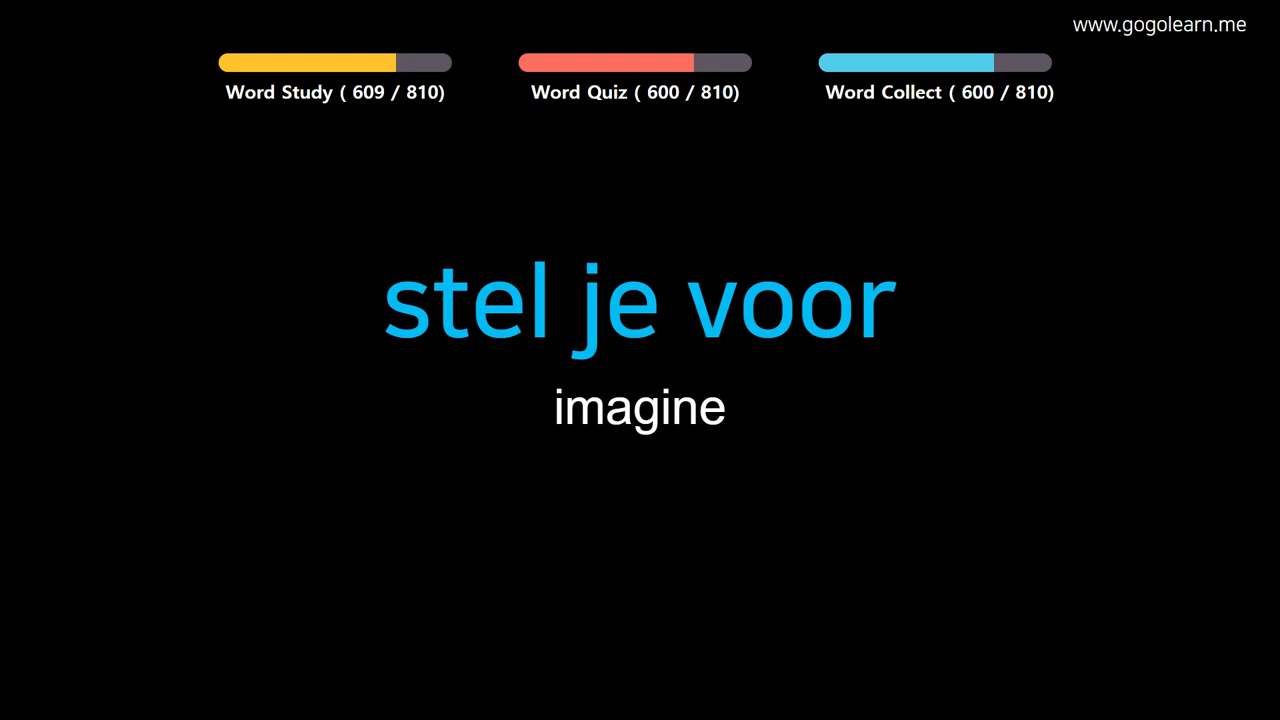 www.gogolearn.me
Word Study ( 609 / 810)
Word Quiz ( 600 / 810)
Word Collect ( 600 / 810)
stel je voor
imagine